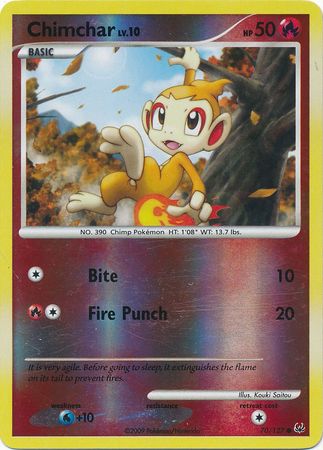 Chimchar LV.10 HP 50
BASIC
NO. 390 Chimp Pokémon HT: 1'08" WT: 13.7 lbs.
Bite 10
Fire Punch 20
It is very agile. Before going to sleep, it extinguishes the flame
on its tail to prevent fires.
Illus. Kouki Saitou
weakness resistance retreat cost
+10
70/127
©2009 Pokémon/Nintendo